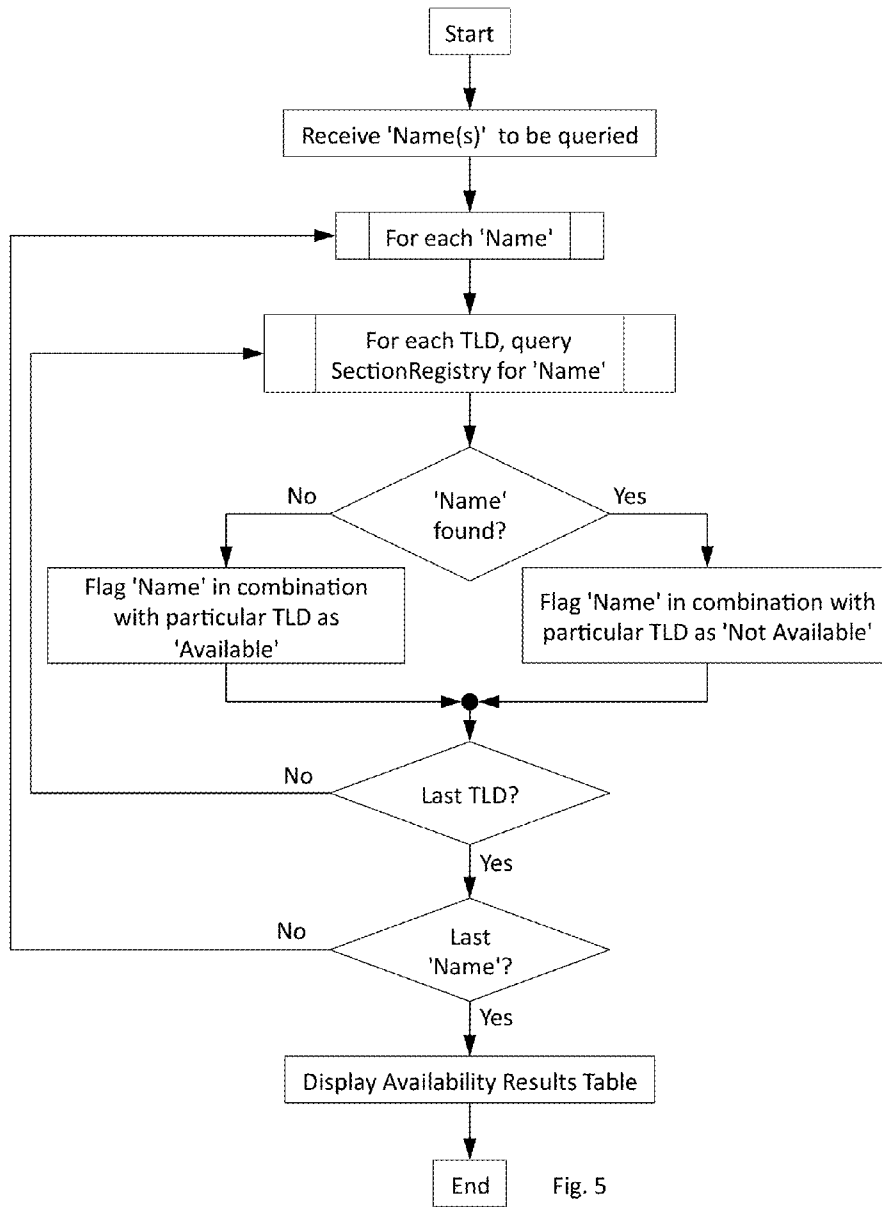 Start
Receive 'Name(s)' to be queried
For each 'Name'
For each TLD, query
SectionRegistry for 'Name'
No
'Name'
found?
Yes
Flag 'Name' in combination
with particular TLD as
'Available'
Flag 'Name' in combination with
particular TLD as 'Not Available'
No
Last TLD?
Yes
No
Last
'Name'?
Yes
Display Availability Results Table
End
Fig. 5